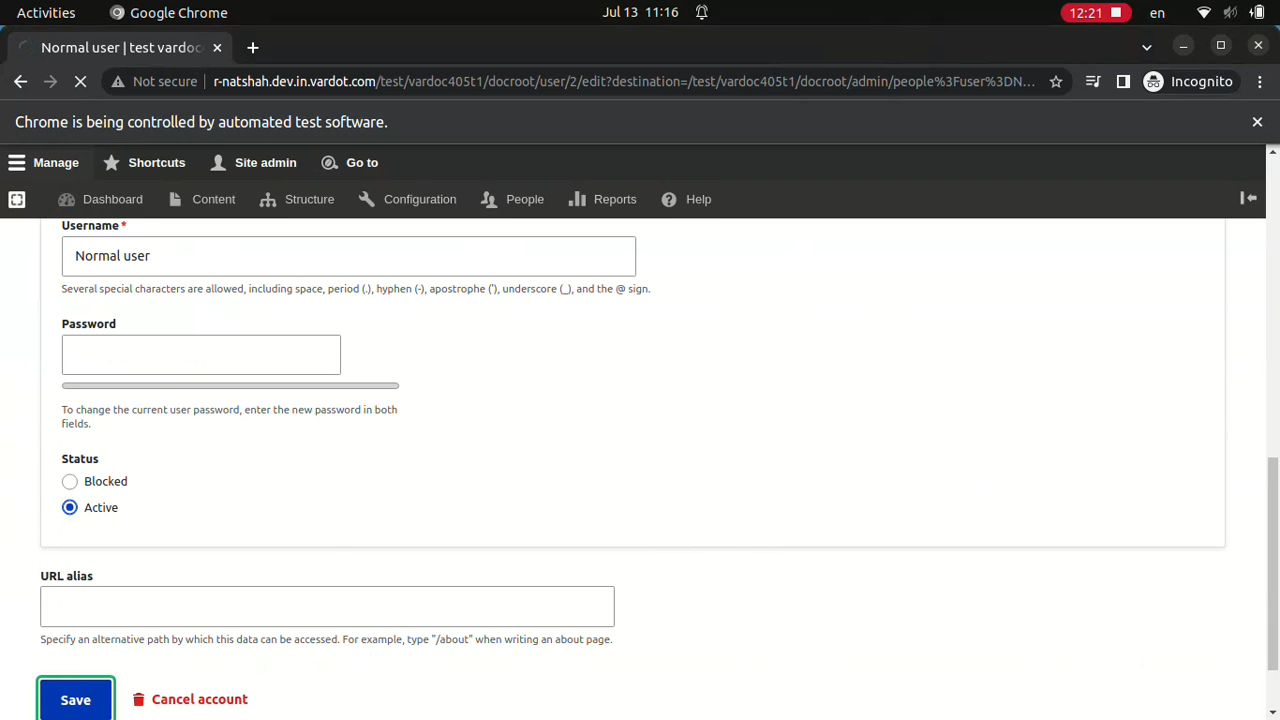 Activities
Google Chrome
Jul 13 11:16
12:21
en
Normal user | test vardoc
Not secure
r-natshah.dev.in.vardot.com/test/vardoc405t1/docroot/user/2/edit?destination=/test/vardoc405t1/docroot/admin/people%3Fuser%3DN...
Incognito
Chrome is being controlled by automated test software.
Manage
Shortcuts
Site admin
Go to
Dashboard
Content
Structure
Configuration
People
Reports
Help
Username*
Normal user
Several special characters are allowed, including space, period (.), hyphen (-), apostrophe ('), underscore (_), and the @ sign.
Password
To change the current user password, enter the new password in both
fields.
Status
Blocked
Active
URL alias
Specify an alternative path by which this data can be accessed. For example, type "/about" when writing an about page.
Save
Cancel account